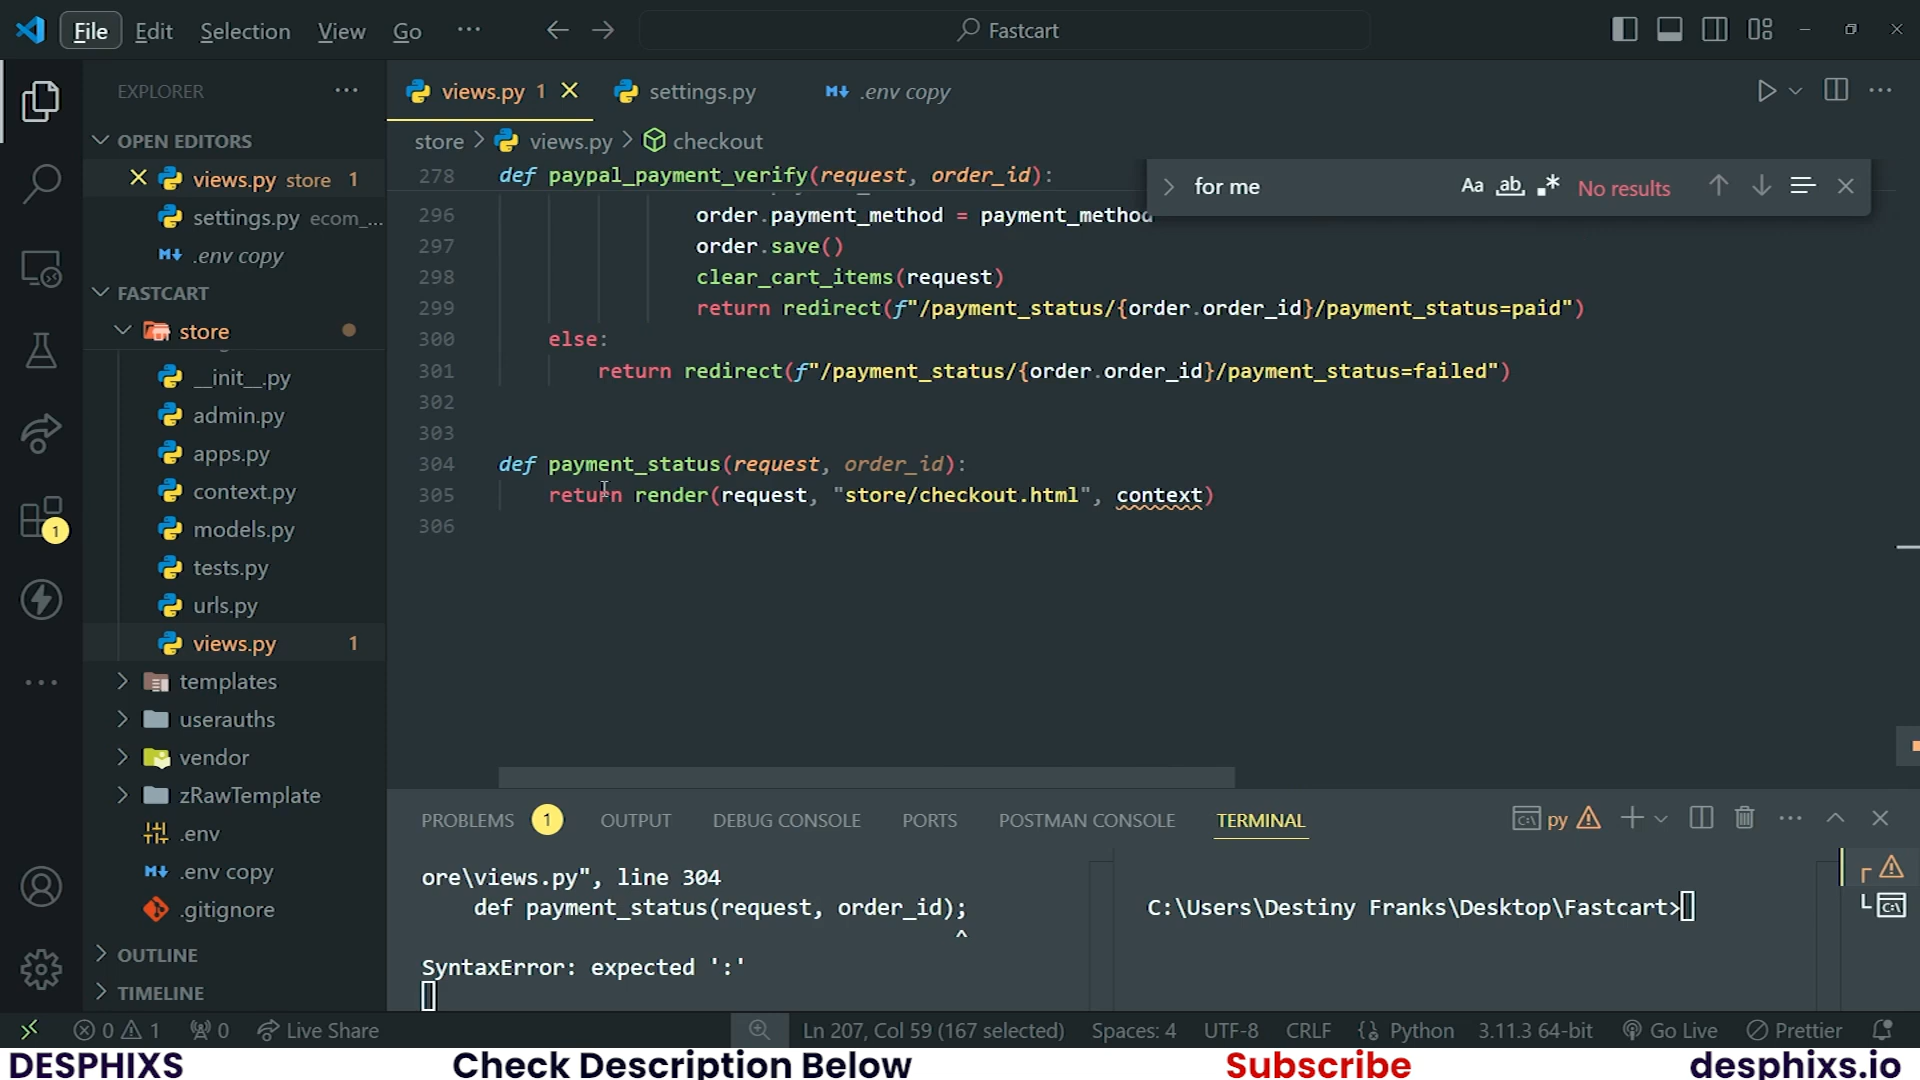 File Edit Selection View Go ··· Fastcart
EXPLORER ···
OPEN EDITORS
views.py store 1
settings.py ecom_...
.env copy
FASTCART
store
__init__.py
admin.py
apps.py
context.py
models.py
tests.py
urls.py
views.py 1
templates
userauths
vendor
zRawTemplate
.env
.env copy
.gitignore
OUTLINE
TIMELINE
1
views.py 1 settings.py .env copy
store > views.py > checkout
for me Aa ab No results
278 def paypal_payment_verify(request, order_id):
296 order.payment_method = payment_method
297 order.save()
298 clear_cart_items(request)
299 return redirect(f"/payment_status/{order.order_id}/payment_status=paid")
300 else:
301 return redirect(f"/payment_status/{order.order_id}/payment_status=failed")
302
303
304 def payment_status(request, order_id):
305 return render(request, "store/checkout.html", context)
306
PROBLEMS 1 OUTPUT DEBUG CONSOLE PORTS POSTMAN CONSOLE TERMINAL py
ore\views.py", line 304
def payment_status(request, order_id);
^
SyntaxError: expected ':'
C:\Users\Destiny Franks\Desktop\Fastcart>
0 1 0 Live Share Ln 207, Col 59 (167 selected) Spaces: 4 UTF-8 CRLF Python 3.11.3 64-bit Go Live Prettier
DESPHIXS Check Description Below Subscribe desphixs.io